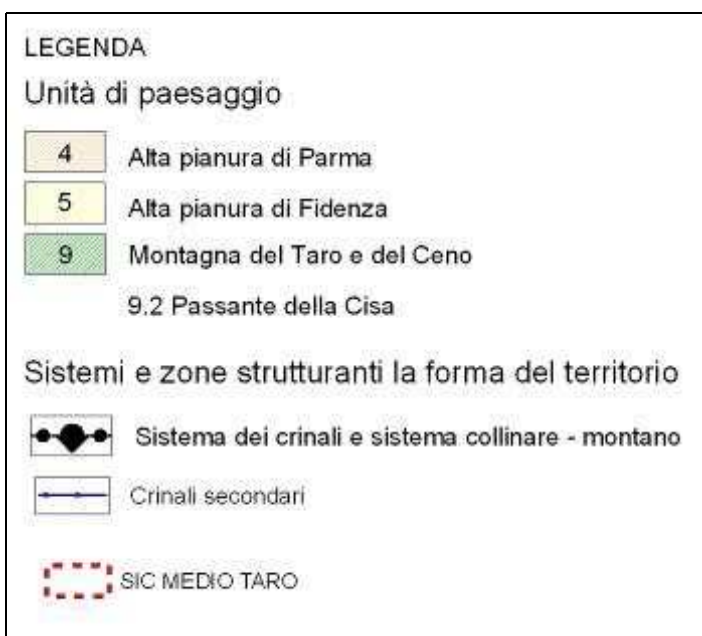 LEGENDA
Unità di paesaggio
4 Alta pianura di Parma
5 Alta pianura di Fidenza
9 Montagna del Taro e del Ceno
9.2 Passante della Cisa
Sistemi e zone strutturanti la forma del territorio
Sistema dei crinali e sistema collinare - montano
Crinali secondari
SIC MEDIO TARO